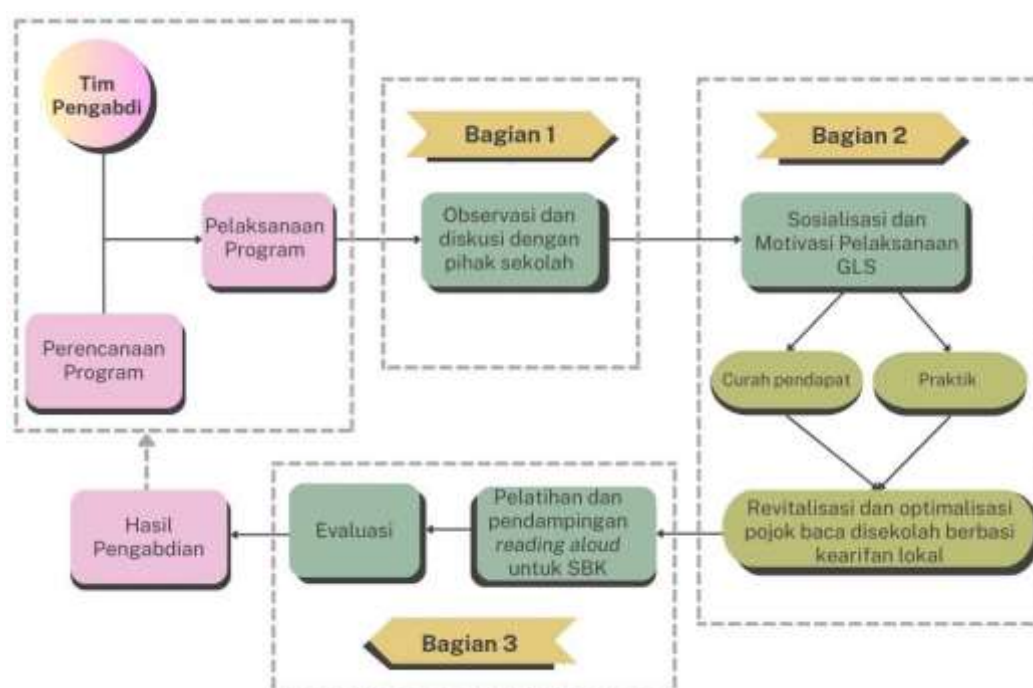 Tim
Pengabdi
Pelaksanaan
Program
Perencanaan
Program
Bagian 1
Observasi dan
diskusi dengan
pihak sekolah
Bagian 2
Sosialisasi dan
Motivasi Pelaksanaan
GLS
Curah pendapat
Praktik
Revitalisasi dan optimalisasi
pojok baca disekolah berbasi
kearifan lokal
Pelatihan dan
pendampingan
reading aloud
untuk SBK
Evaluasi
Bagian 3
Hasil
Pengabdian